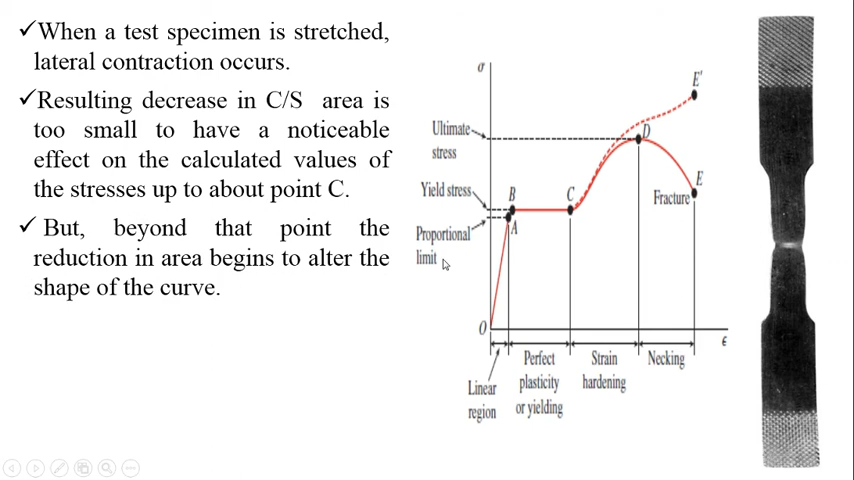 ✓When a test specimen is stretched,
lateral contraction occurs.
✓Resulting decrease in C/S area is
too small to have a noticeable
effect on the calculated values of
the stresses up to about point C.
✓ But, beyond that point the
reduction in area begins to alter the
shape of the curve.
σ
E'
Ultimate
stress
D
Yield stress
B
C
E
Fracture
A
Proportional
limit
O
ϵ
Perfect
plasticity
or yielding
Strain
hardening
Necking
Linear
region